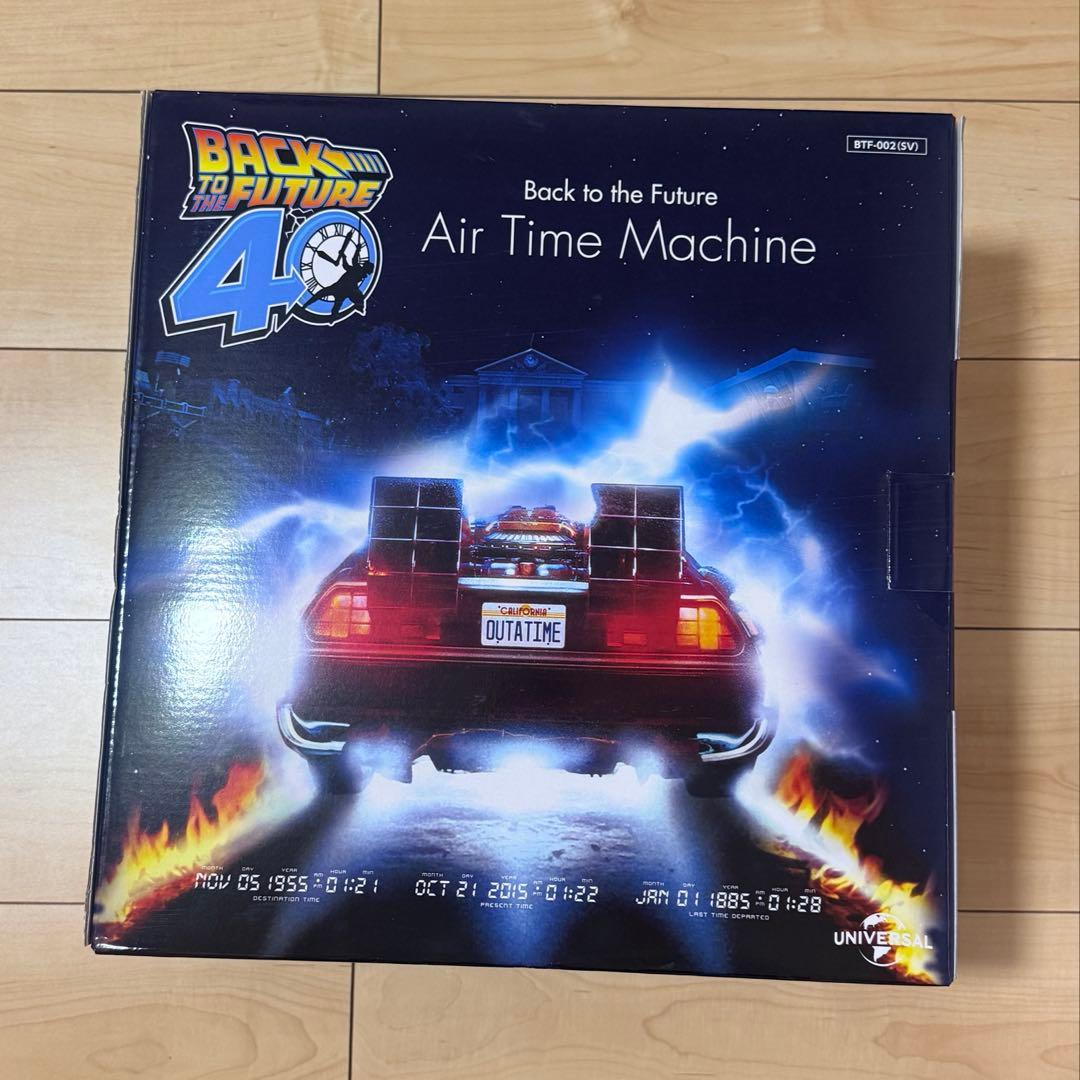 BACK
TO THE FUTURE
40
BTF-002(SV)
Back to the Future
Air Time Machine
CALIFORNIA
OUTATIME
MONTH DAY YEAR AM PM HOUR MIN
NOV 05 1955 01:21
DESTINATION TIME
MONTH DAY YEAR AM PM HOUR MIN
OCT 21 2015 01:22
PRESENT TIME
MONTH DAY YEAR AM PM HOUR MIN
JAN 01 1885 01:28
LAST TIME DEPARTED
UNIVERSAL